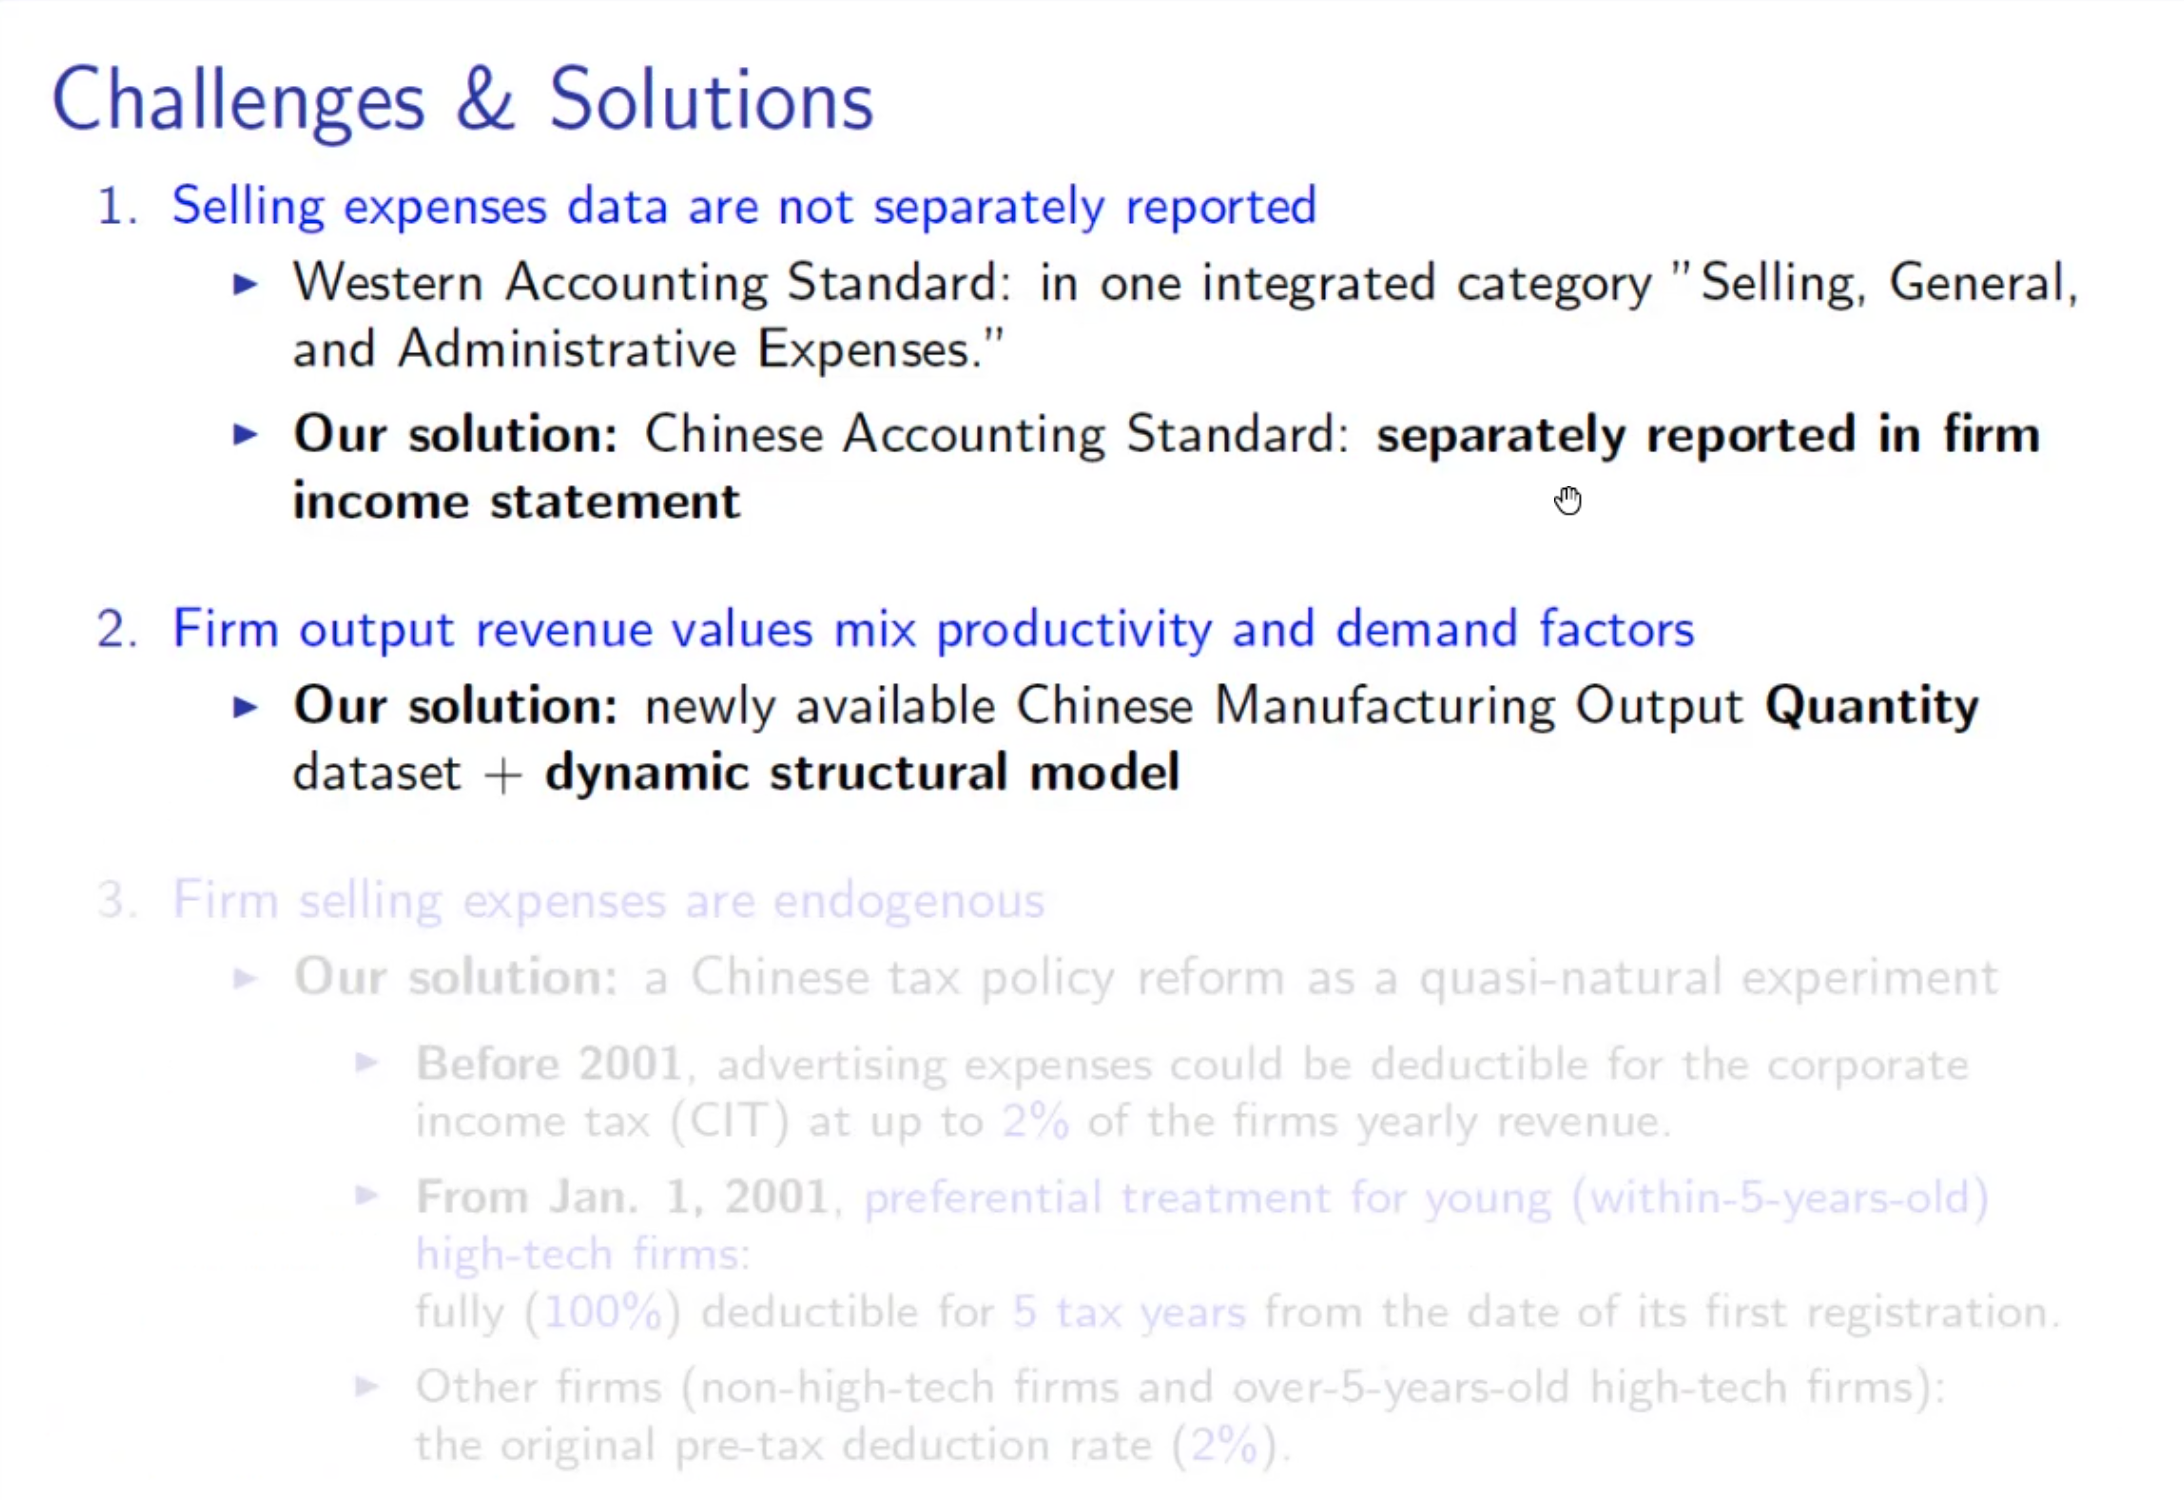 Challenges & Solutions
1. Selling expenses data are not separately reported
▶ Western Accounting Standard: in one integrated category "Selling, General,
and Administrative Expenses."
▶ Our solution: Chinese Accounting Standard: separately reported in firm
income statement
2. Firm output revenue values mix productivity and demand factors
▶ Our solution: newly available Chinese Manufacturing Output Quantity
dataset + dynamic structural model
3. Firm selling expenses are endogenous
▶ Our solution: a Chinese tax policy reform as a quasi-natural experiment
▶ Before 2001, advertising expenses could be deductible for the corporate
income tax (CIT) at up to 2% of the firms yearly revenue.
▶ From Jan. 1, 2001, preferential treatment for young (within-5-years-old)
high-tech firms:
fully (100%) deductible for 5 tax years from the date of its first registration.
▶ Other firms (non-high-tech firms and over-5-years-old high-tech firms):
the original pre-tax deduction rate (2%).